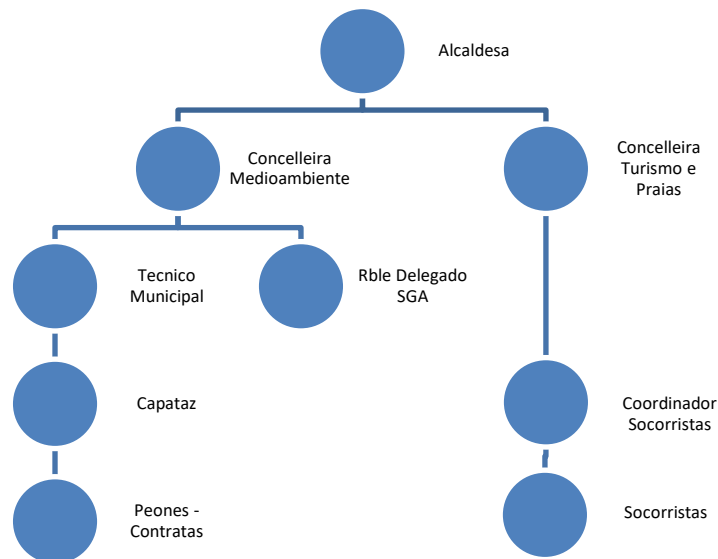 Alcaldesa
Concelleira
Medioambiente
Concelleira
Turismo e
Praias
Tecnico
Municipal
Rble Delegado
SGA
Capataz
Coordinador
Socorristas
Peones -
Contratas
Socorristas